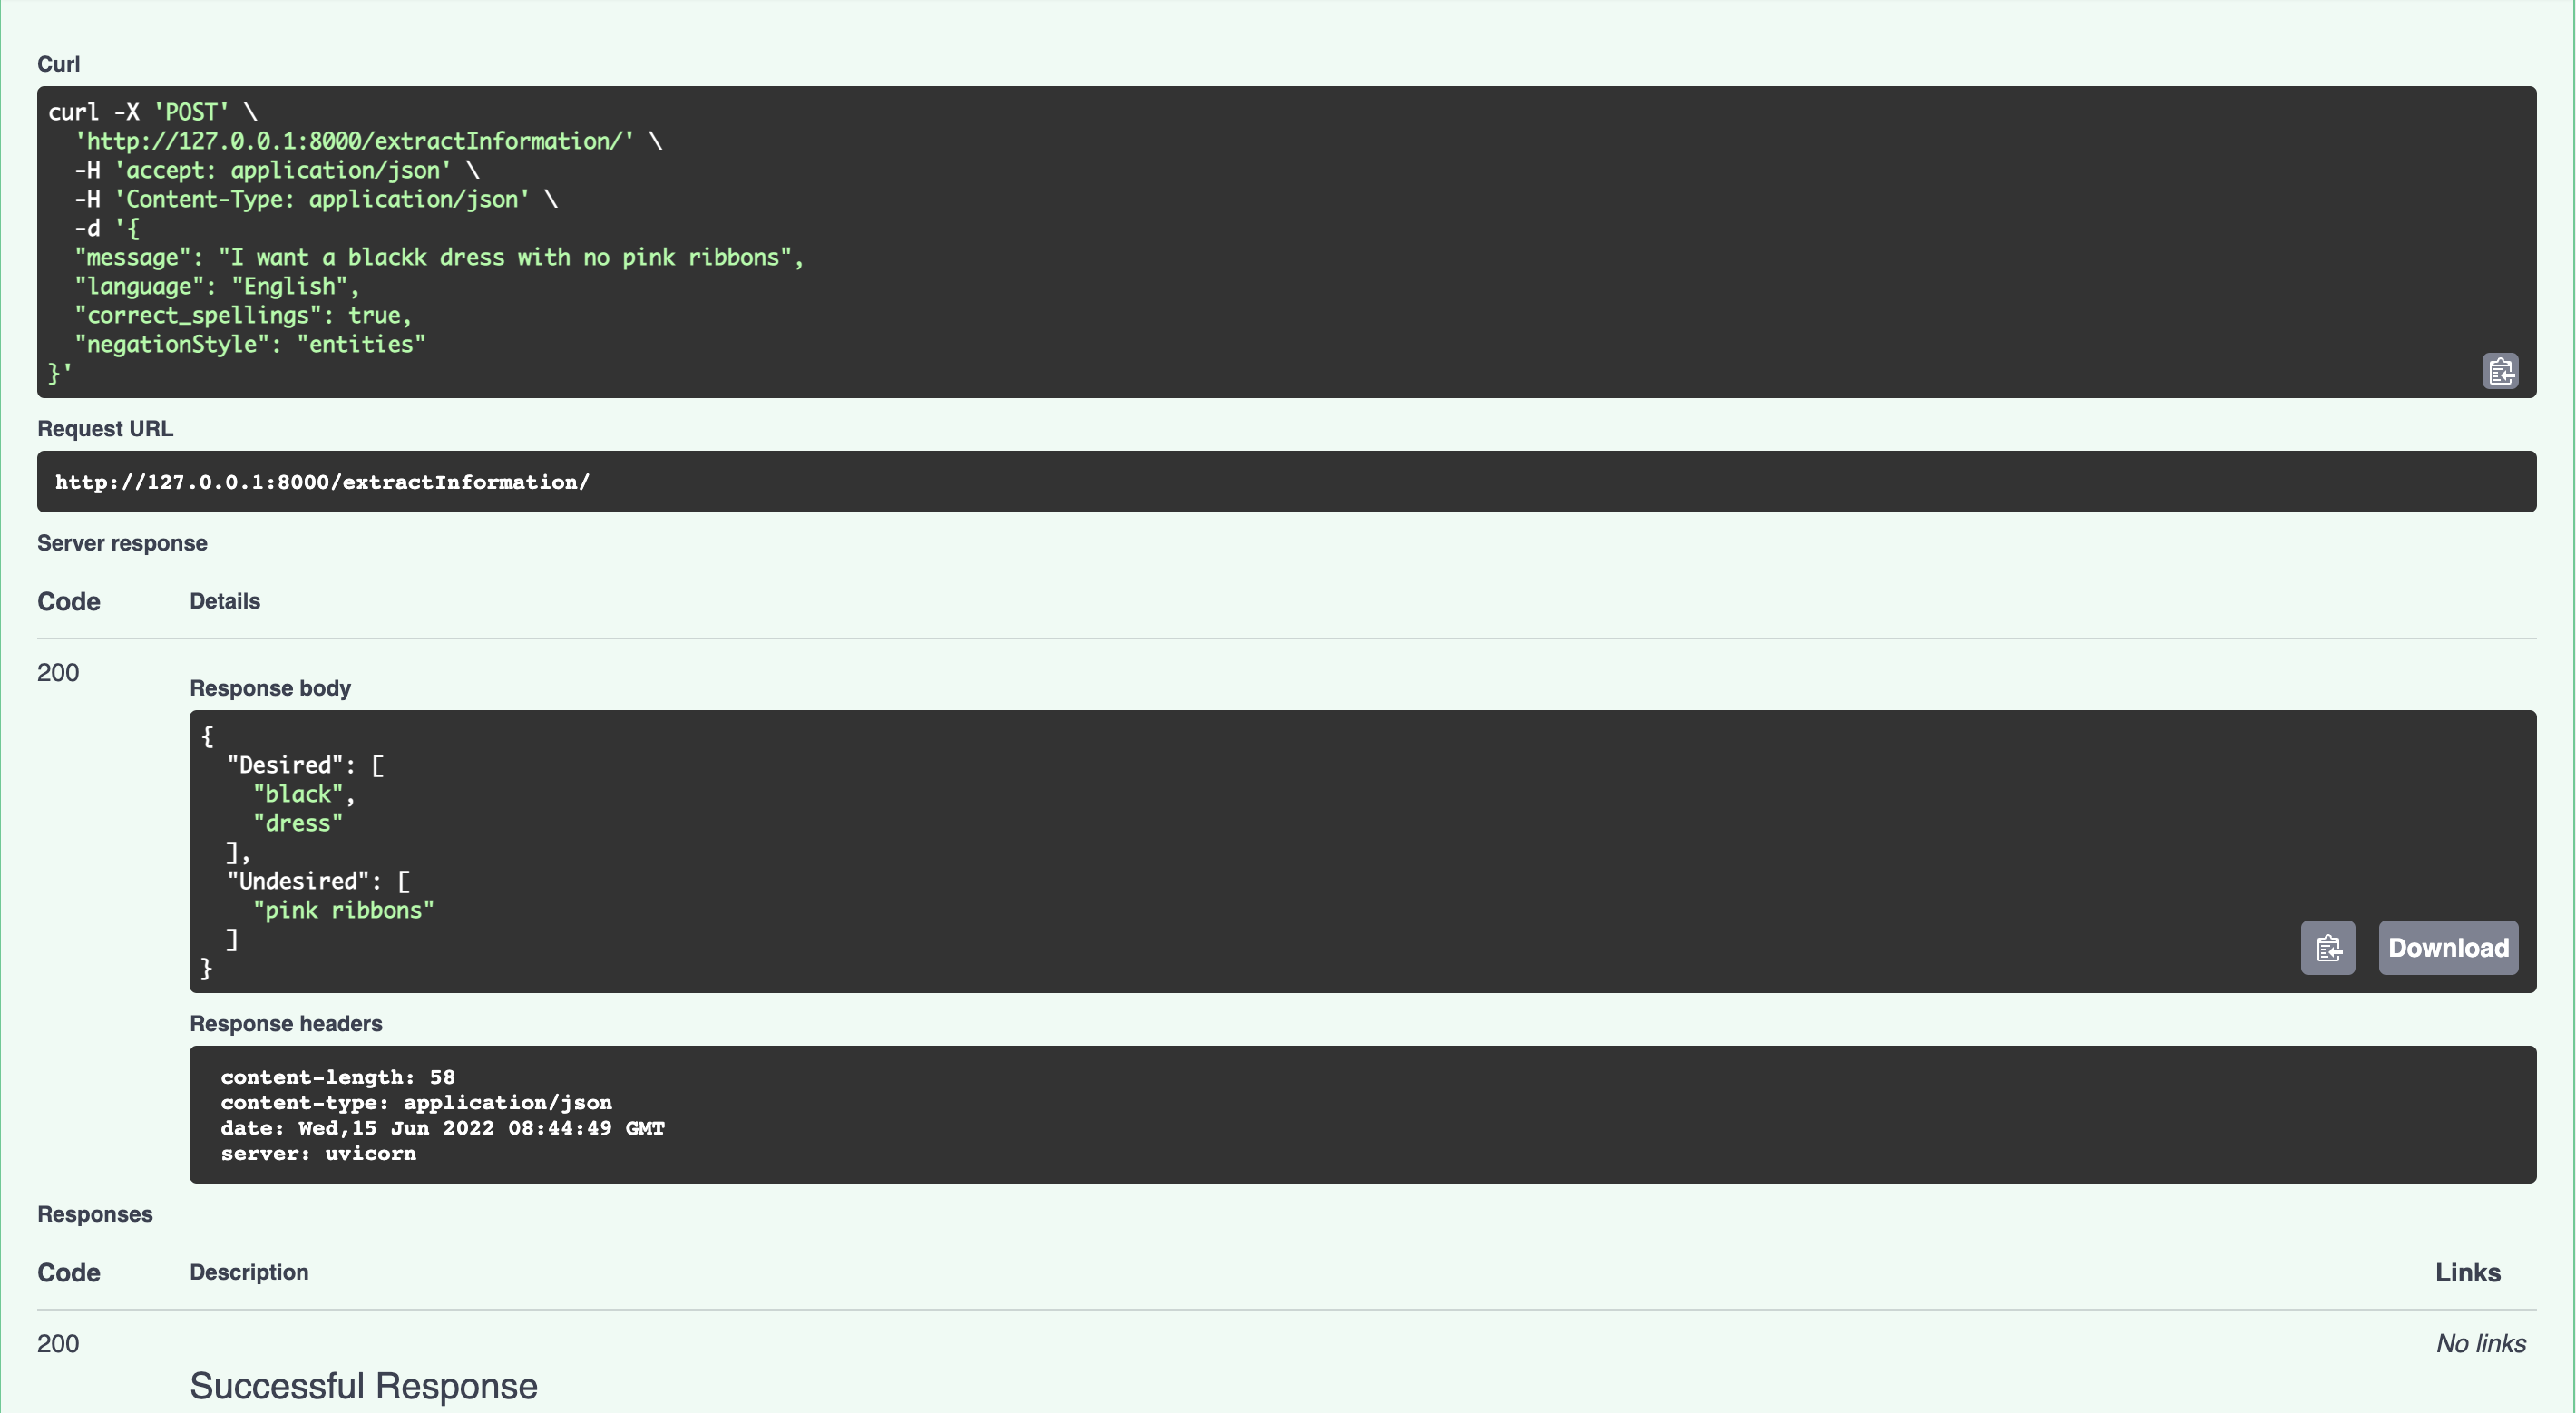 Curl
curl -X 'POST' \
  'http://127.0.0.1:8000/extractInformation/' \
  -H 'accept: application/json' \
  -H 'Content-Type: application/json' \
  -d '{
  "message": "I want a blackk dress with no pink ribbons",
  "language": "English",
  "correct_spellings": true,
  "negationStyle": "entities"
}'
Request URL
http://127.0.0.1:8000/extractInformation/
Server response
Code Details
200
Response body
{
  "Desired": [
    "black",
    "dress"
  ],
  "Undesired": [
    "pink ribbons"
  ]
}
Download
Response headers
content-length: 58
content-type: application/json
date: Wed,15 Jun 2022 08:44:49 GMT
server: uvicorn
Responses
Code Description Links
200 No links
Successful Response